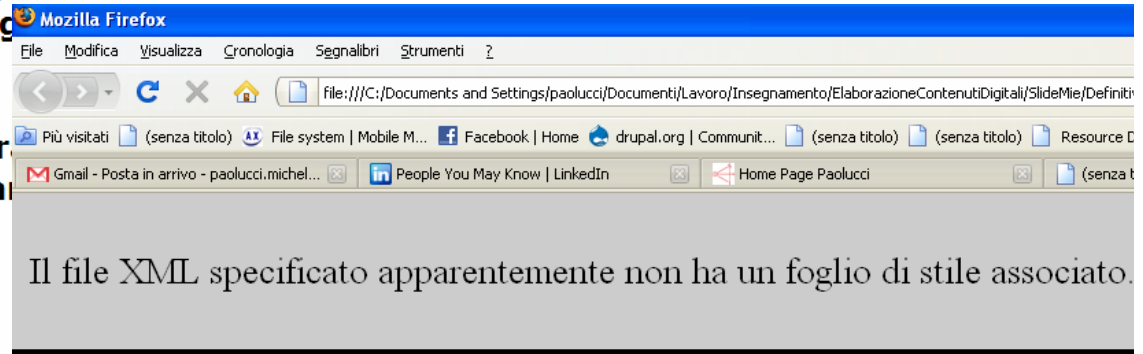 Mozilla Firefox
File Modifica Visualizza Cronologia Segnalibri Strumenti ?
file:///C:/Documents and Settings/paolucci/Documenti/Lavoro/Insegnamento/ElaborazioneContenutiDigitali/SlideMie/Definitiv
Più visitati (senza titolo) AX File system | Mobile M... Facebook | Home drupal.org | Communit... (senza titolo) (senza titolo) Resource D
Gmail - Posta in arrivo - paolucci.michel... in People You May Know | LinkedIn Home Page Paolucci (senza t
Il file XML specificato apparentemente non ha un foglio di stile associato.